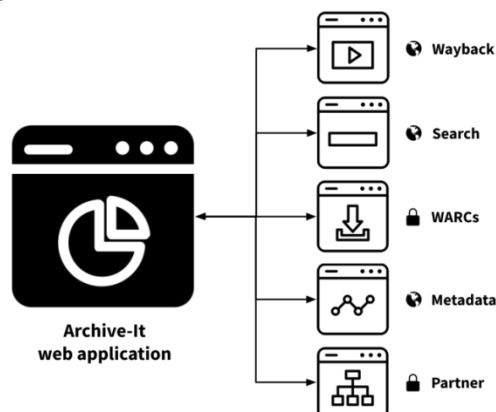 Wayback
Search
WARCs
Metadata
Partner
Archive-It
web application